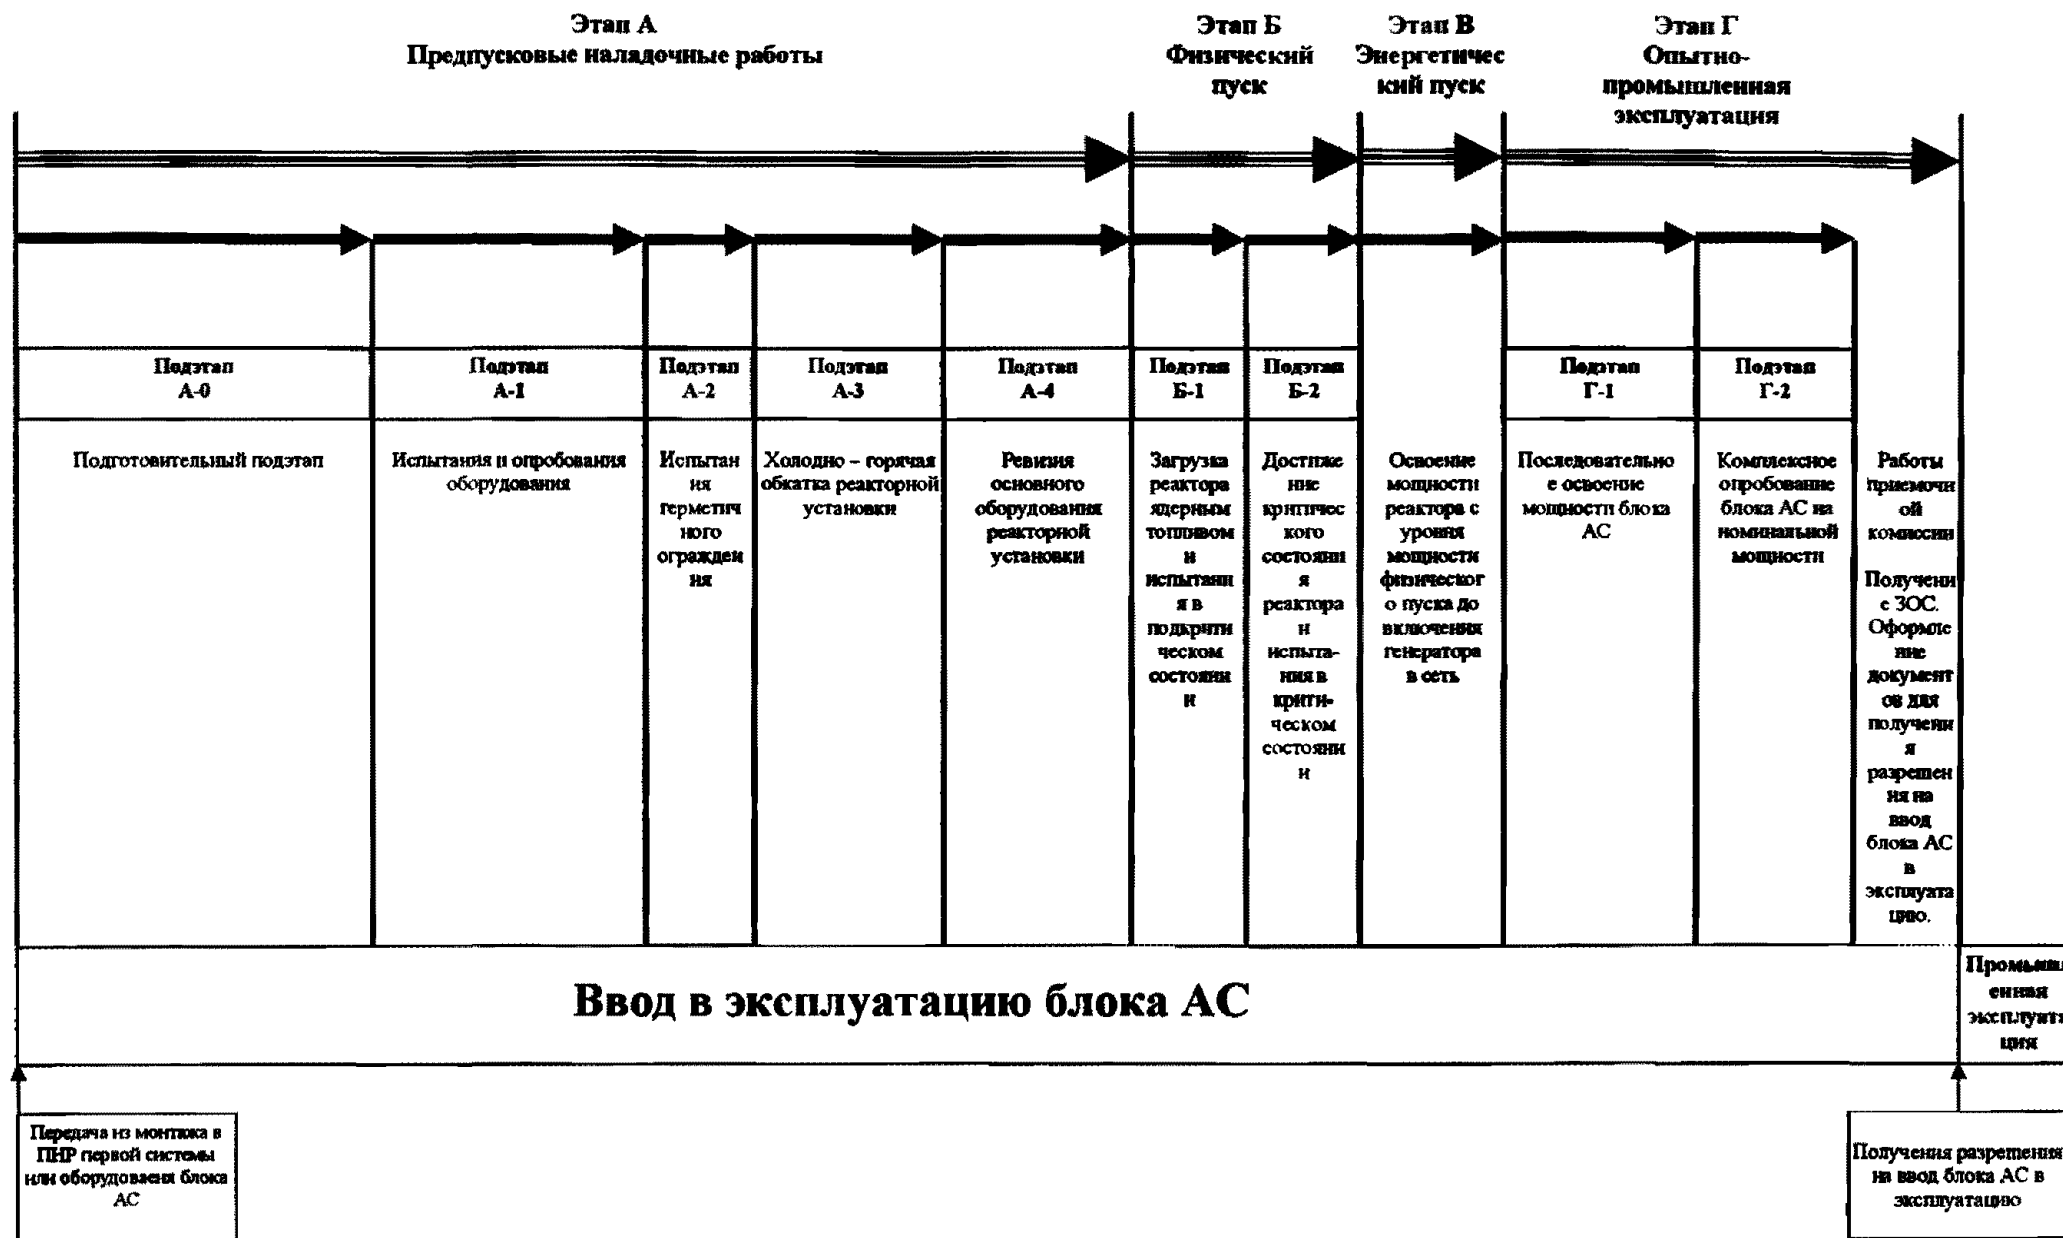 Этап А
Предпусковые наладочные работы
Этап Б
Физический
пуск
Этап В
Энергетичес
кий пуск
Этап Г
Опытно-
промышленная
эксплуатация
Подэтап
А-0
Подэтап
А-1
Подэтап
А-2
Подэтап
А-3
Подэтап
А-4
Подэтап
Б-1
Подэтап
Б-2
Подэтап
Г-1
Подэтап
Г-2
Подготовительный подэтап
Испытания и опробования
оборудования
Испытан
ия
герметич
ного
огражден
ия
Холодно – горячая
обкатка реакторной
установки
Ревизия
основного
оборудования
реакторной
установки
Загрузка
реактора
ядерным
топливом
и
испытани
я в
подкрити
ческом
состояни
и
Достиже
ние
критичес
кого
состояни
я
реактора
и
испыта-
ния в
крити-
ческом
состояни
и
Освоение
мощности
реактора с
уровня
мощности
физическог
о пуска до
включения
генератора
в сеть
Последовательно
е освоение
мощности блока
АС
Комплексное
опробование
блока АС на
номинальной
мощности
Работы
приемочн
ой
комиссии
Получени
е ЗОС.
Оформле
ние
документ
ов для
получени
я
разрешен
ия на
ввод
блока АС
в
эксплуата
цию.
Ввод в эксплуатацию блока АС
Промышл
енная
эксплуата
ция
Передача из монтажа в
ПНР первой системы
или оборудовaня блока
АС
Получения разрешения
на ввод блока АС в
эксплуатацию